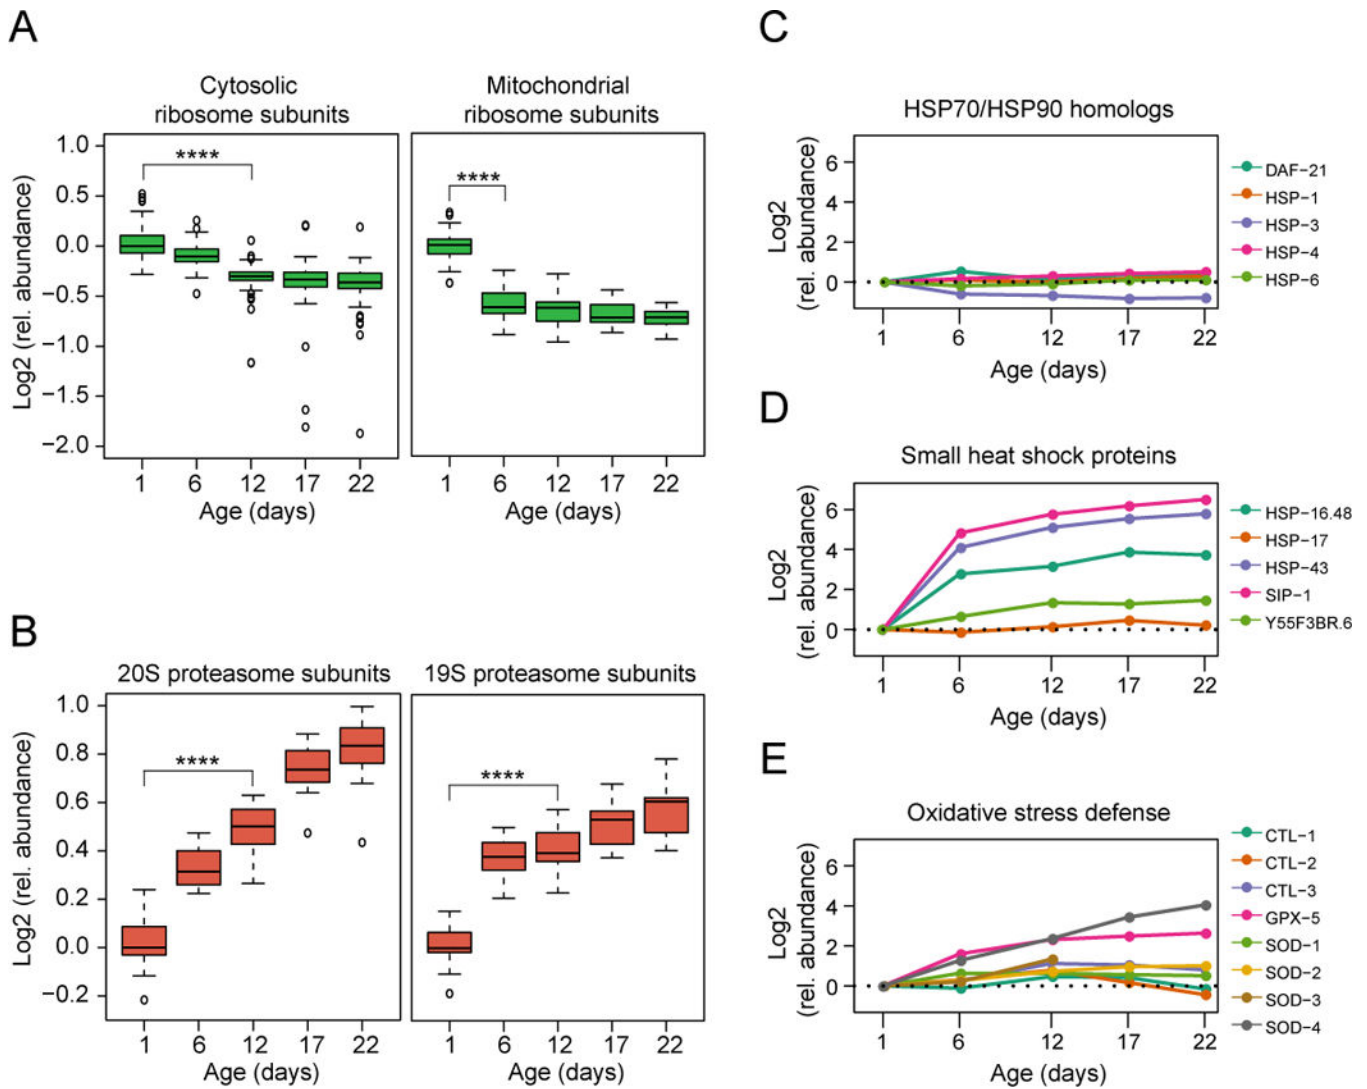 A
Cytosolic
ribosome subunits
Mitochondrial
ribosome subunits
Log2 (rel. abundance)
1.0
0.5
0.0
−0.5
−1.0
−1.5
−2.0
****
****
1 6 12 17 22
1 6 12 17 22
Age (days)
Age (days)
B
20S proteasome subunits
19S proteasome subunits
Log2 (rel. abundance)
1.0
0.8
0.6
0.4
0.2
0.0
−0.2
****
****
1 6 12 17 22
1 6 12 17 22
Age (days)
Age (days)
C
HSP70/HSP90 homologs
Log2
(rel. abundance)
6
4
2
0
1 6 12 17 22
Age (days)
DAF−21
HSP−1
HSP−3
HSP−4
HSP−6
D
Small heat shock proteins
Log2
(rel. abundance)
6
4
2
0
1 6 12 17 22
Age (days)
HSP−16.48
HSP−17
HSP−43
SIP−1
Y55F3BR.6
E
Oxidative stress defense
Log2
(rel. abundance)
6
4
2
0
1 6 12 17 22
Age (days)
CTL−1
CTL−2
CTL−3
GPX−5
SOD−1
SOD−2
SOD−3
SOD−4